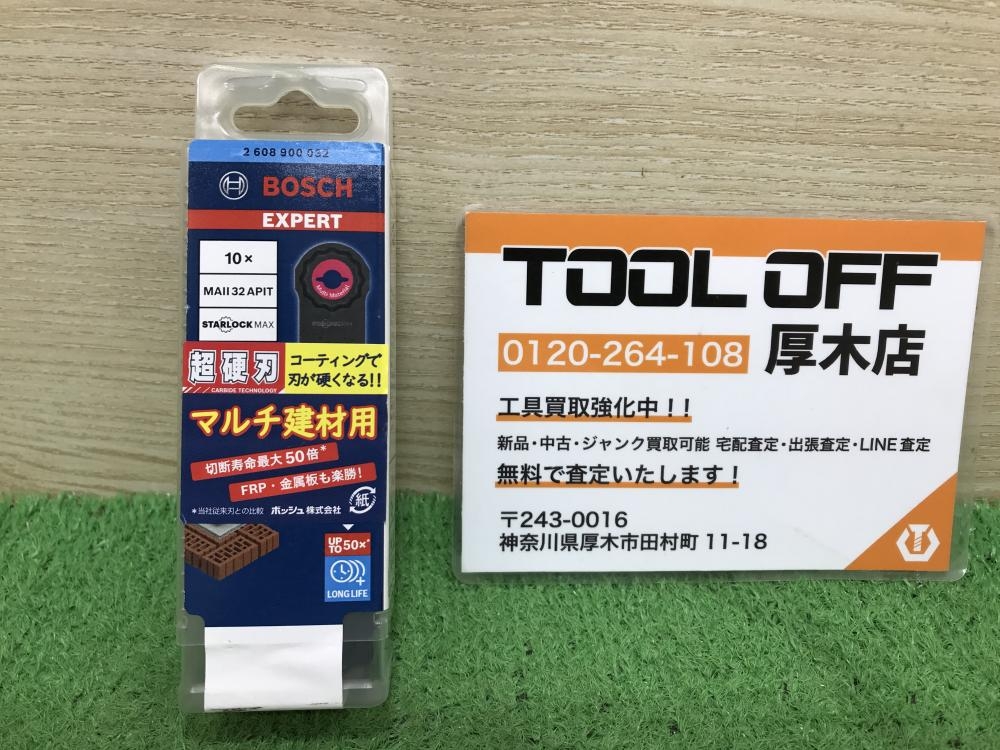 2 608 900 032
BOSCH
EXPERT
10×
MAII 32 APIT
STARLOCK MAX
Multi Material
超硬刃
CARBIDE TECHNOLOGY
コーティングで
刃が硬くなる!!
マルチ建材用
切断寿命最大50倍*
FRP・金属板も楽勝!
*当社従来刃との比較 ボッシュ株式会社
紙
UP TO 50×*
LONG LIFE
TOOL OFF
0120-264-108 厚木店
工具買取強化中!!
新品・中古・ジャンク買取可能 宅配査定・出張査定・LINE査定
無料で査定いたします!
〒243-0016
神奈川県厚木市田村町 11-18